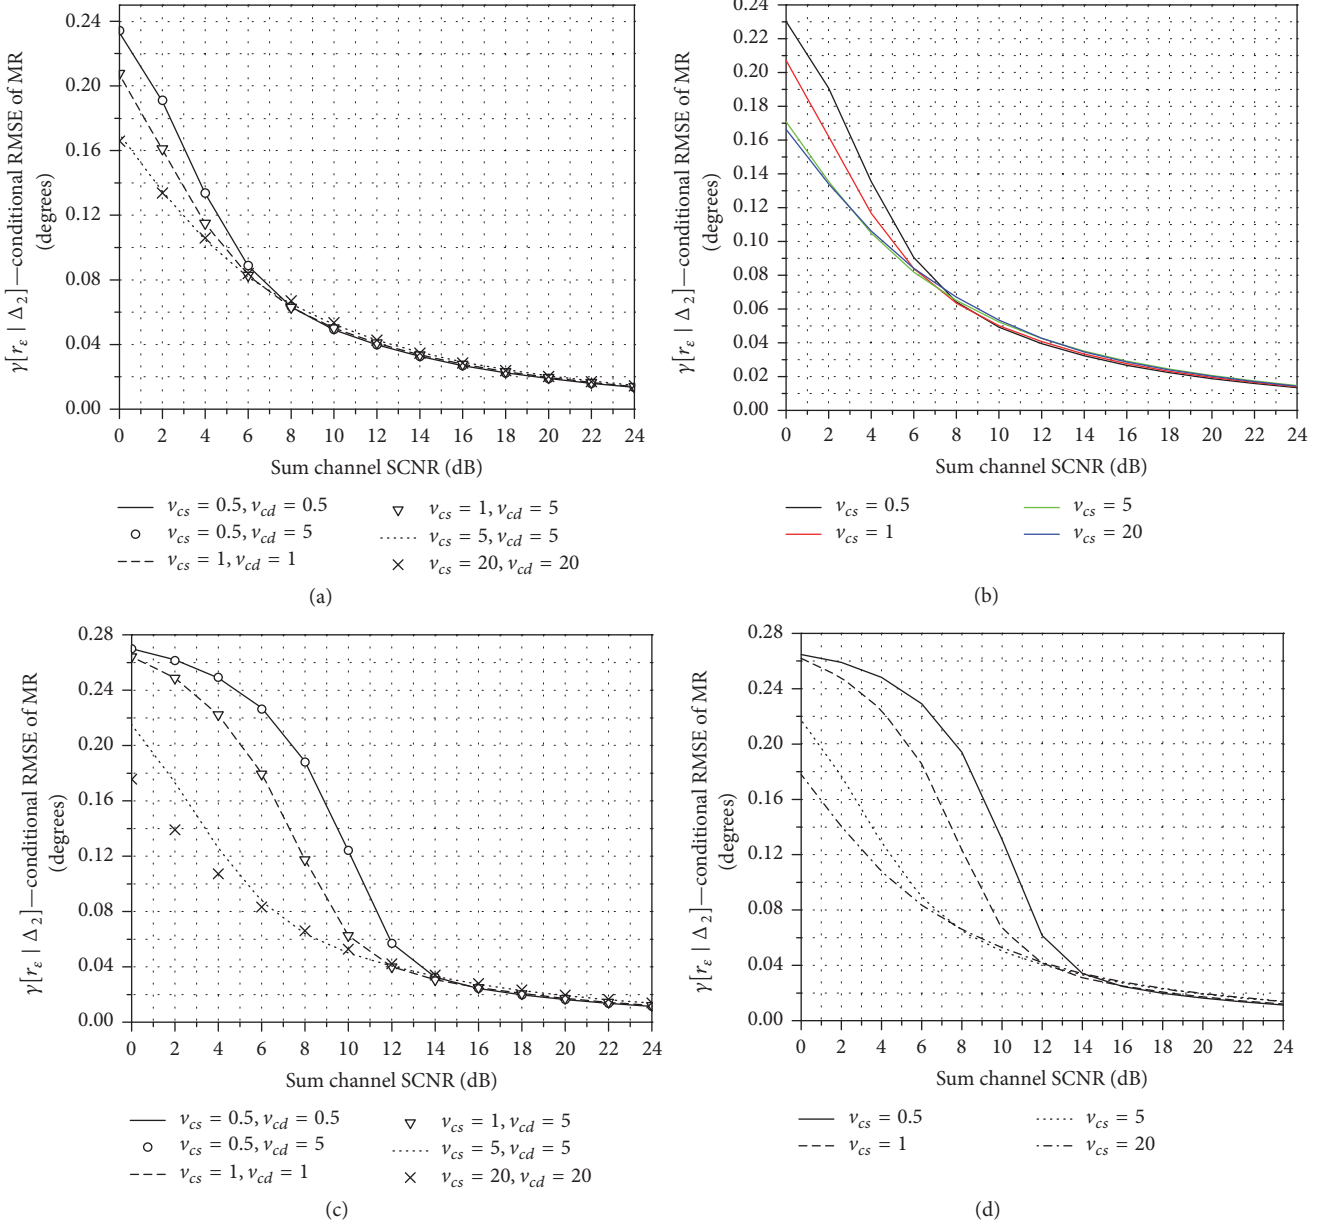 γ[r_ε | Δ_2]—conditional RMSE of MR
(degrees)
0.24
0.20
0.16
0.12
0.08
0.04
0.00
0 2 4 6 8 10 12 14 16 18 20 22 24
Sum channel SCNR (dB)
v_cs = 0.5, v_cd = 0.5
v_cs = 0.5, v_cd = 5
v_cs = 1, v_cd = 1
v_cs = 1, v_cd = 5
v_cs = 5, v_cd = 5
v_cs = 20, v_cd = 20
(a)
γ[r_ε | Δ_2]—conditional RMSE of MR
(degrees)
0.24
0.22
0.20
0.18
0.16
0.14
0.12
0.10
0.08
0.06
0.04
0.02
0.00
0 2 4 6 8 10 12 14 16 18 20 22 24
Sum channel SCNR (dB)
v_cs = 0.5
v_cs = 1
v_cs = 5
v_cs = 20
(b)
γ[r_ε | Δ_2]—conditional RMSE of MR
(degrees)
0.28
0.24
0.20
0.16
0.12
0.08
0.04
0.00
0 2 4 6 8 10 12 14 16 18 20 22 24
Sum channel SCNR (dB)
v_cs = 0.5, v_cd = 0.5
v_cs = 0.5, v_cd = 5
v_cs = 1, v_cd = 1
v_cs = 1, v_cd = 5
v_cs = 5, v_cd = 5
v_cs = 20, v_cd = 20
(c)
γ[r_ε | Δ_2]—conditional RMSE of MR
(degrees)
0.28
0.24
0.20
0.16
0.12
0.08
0.04
0.00
0 2 4 6 8 10 12 14 16 18 20 22 24
Sum channel SCNR (dB)
v_cs = 0.5
v_cs = 1
v_cs = 5
v_cs = 20
(d)